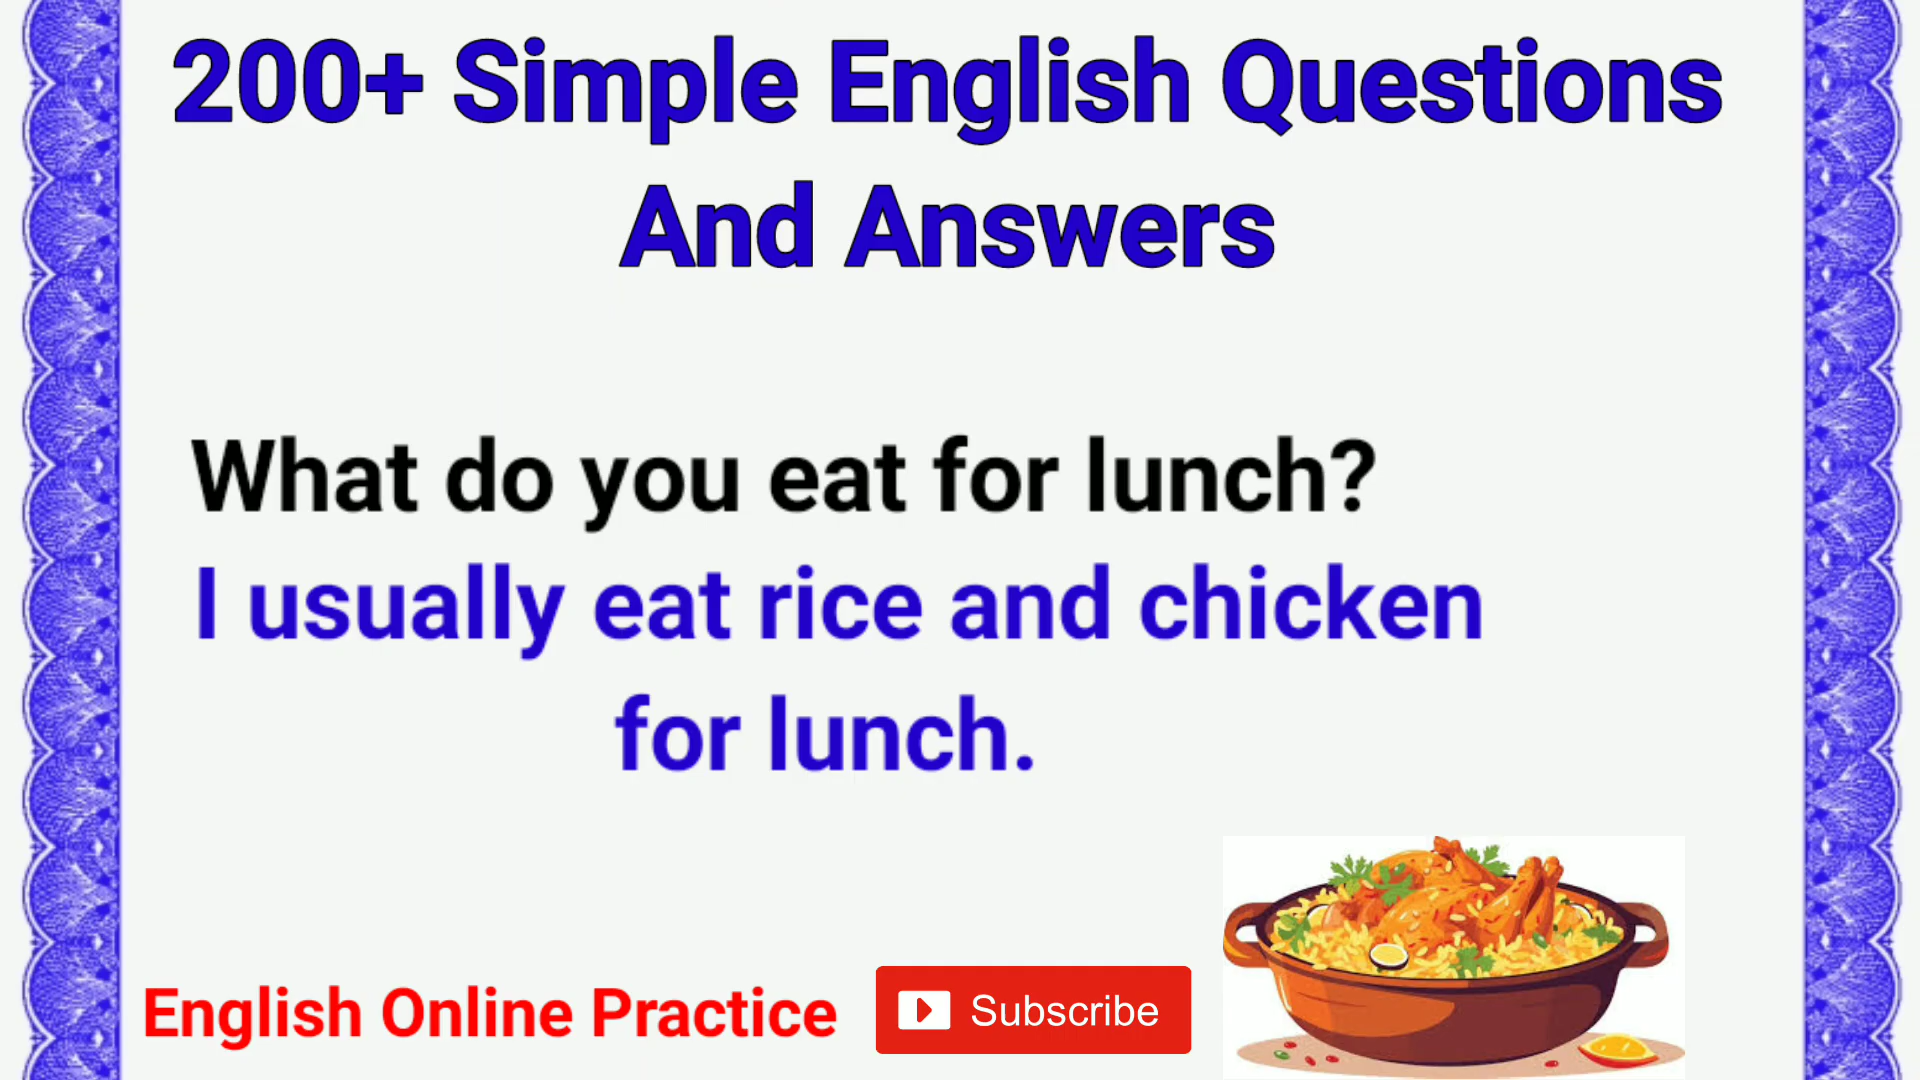 200+ Simple English Questions
And Answers
What do you eat for lunch?
I usually eat rice and chicken
for lunch.
English Online Practice
Subscribe